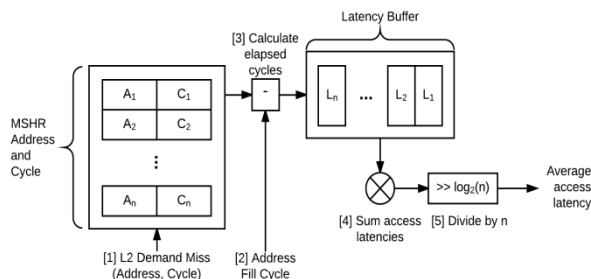 Latency Buffer
[3] Calculate
elapsed
cycles
MSHR
Address
and
Cycle
A1 C1
A2 C2
⋮
An Cn
-
Ln ... L2 L1
>> log2(n)
Average
access
latency
[4] Sum access
latencies
[5] Divide by n
[1] L2 Demand Miss
(Address, Cycle)
[2] Address
Fill Cycle